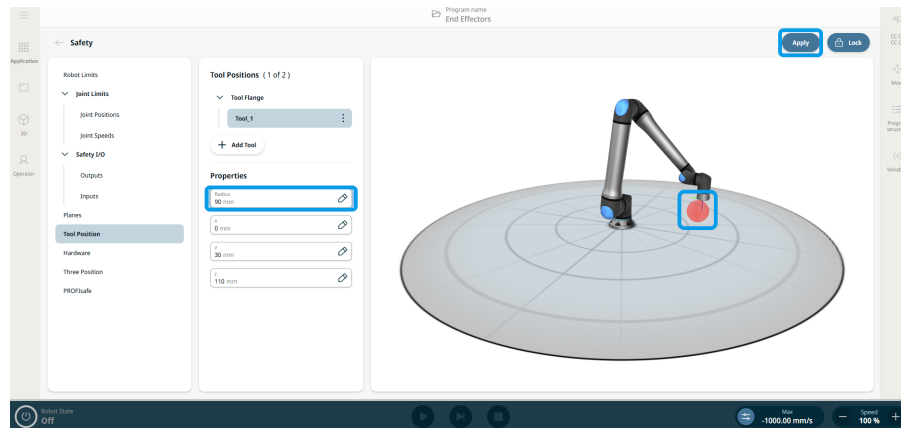 Program name
End Effectors
Safety
Apply
Lock
Application
3D
Operator
Robot Limits
Joint Limits
Joint Positions
Joint Speeds
Safety I/O
Outputs
Inputs
Planes
Tool Position
Hardware
Three Position
PROFIsafe
Tool Positions ( 1 of 2 )
Tool Flange
Tool_1
+ Add Tool
Properties
Radius
90 mm
X
0 mm
Y
30 mm
Z
110 mm
Robot State
Off
Max
-1000.00 mm/s
Speed
100 %